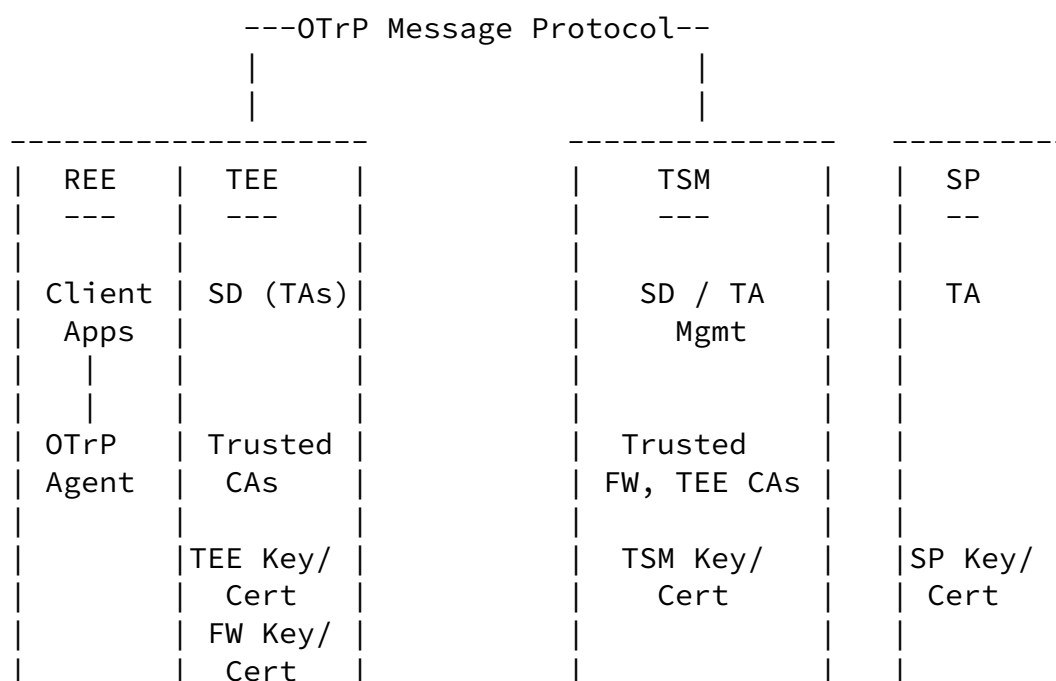 ---OTrP Message Protocol--
|                        |
|                        |
--------------------           ---------------   ----------
|  REE   |  TEE    |           |    TSM      |   |  SP
|  ---   |  ---    |           |    ---      |   |  --
|        |         |           |             |   |
| Client | SD (TAs)|           |   SD / TA   |   |  TA
|  Apps  |         |           |     Mgmt    |   |
|   |    |         |           |             |   |
|   |    |         |           |             |   |
| OTrP   | Trusted |           |  Trusted    |   |
| Agent  |  CAs    |           | FW, TEE CAs |   |
|        |         |           |             |   |
|        |TEE Key/ |           |  TSM Key/   |   |SP Key/
|        |  Cert   |           |    Cert     |   | Cert
|        | FW Key/ |           |             |   |
|        |  Cert   |           |             |   |